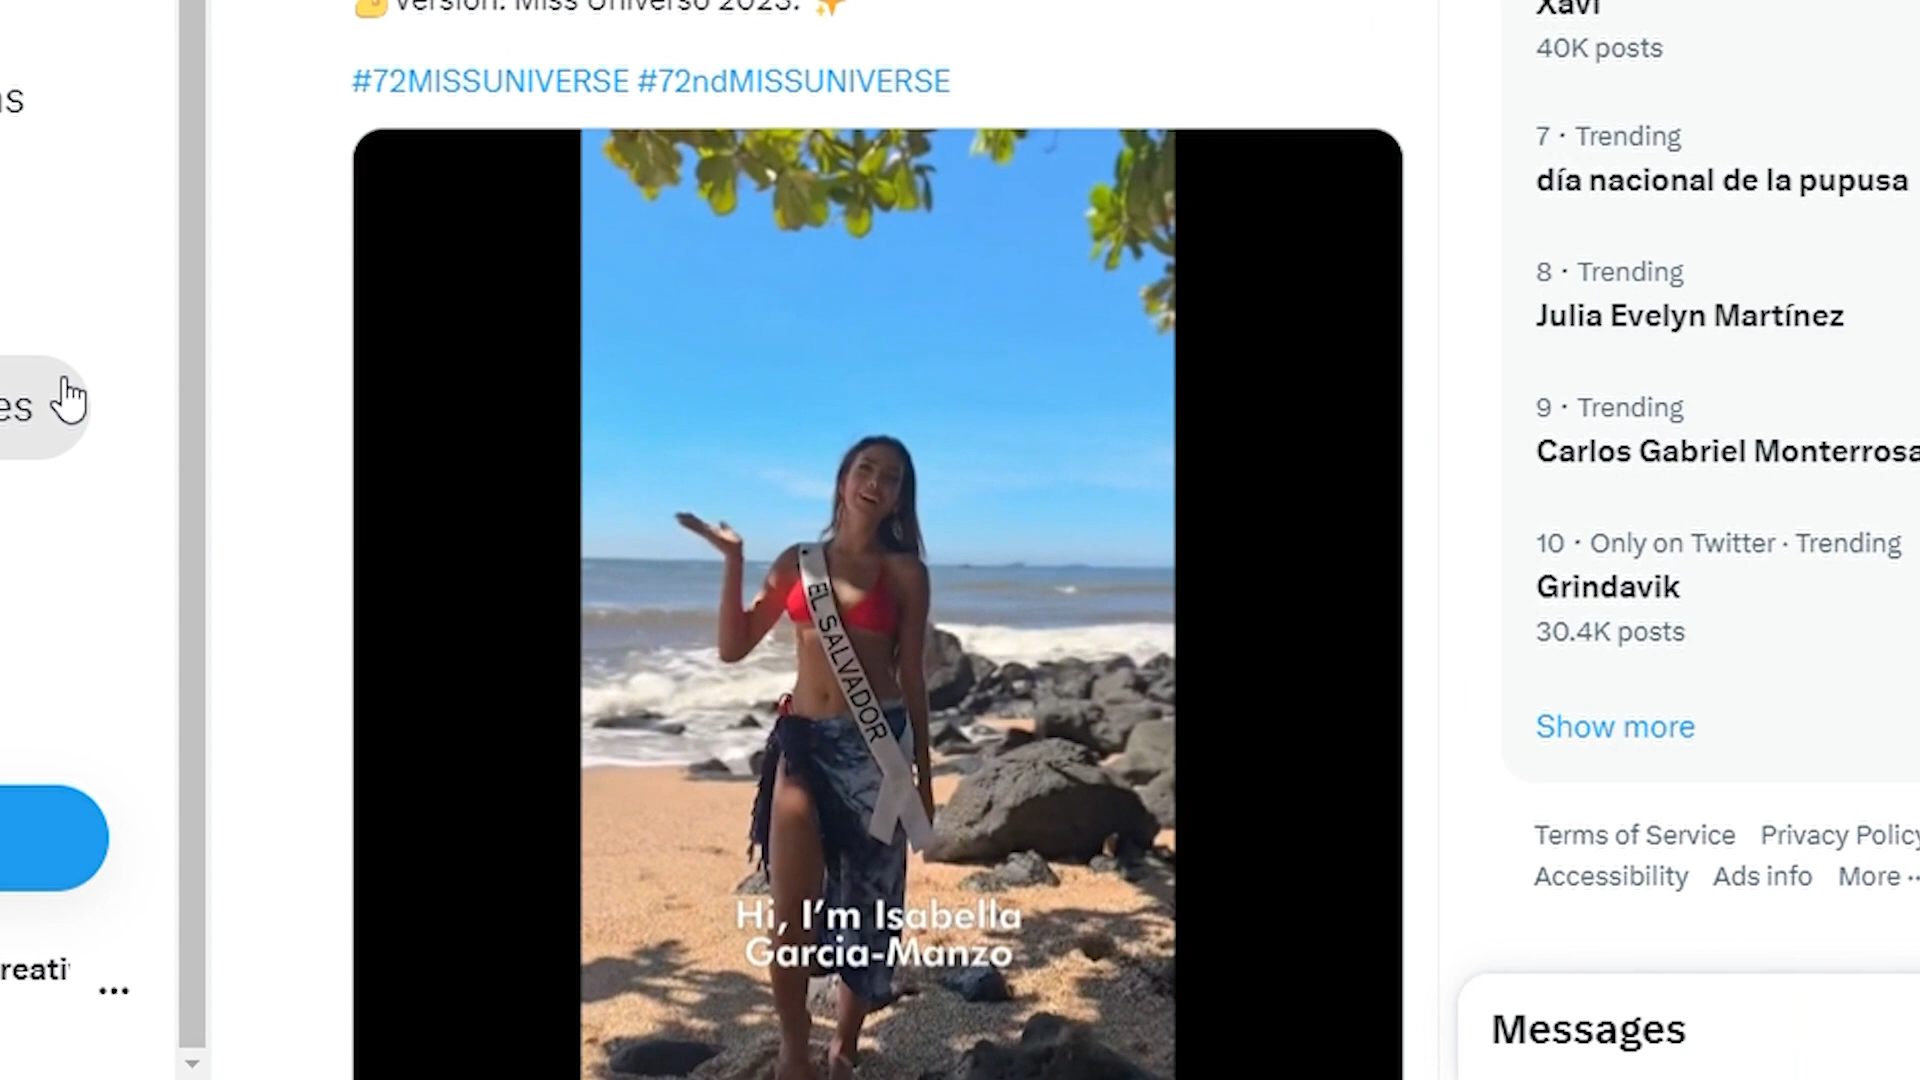 Versión: Miss Universo 2023.
#72MISSUNIVERSE #72ndMISSUNIVERSE
EL SALVADOR
Hi, I'm Isabella
Garcia-Manzo
Xavi
40K posts
7 · Trending
día nacional de la pupusa
8 · Trending
Julia Evelyn Martínez
9 · Trending
Carlos Gabriel Monterrosa
10 · Only on Twitter · Trending
Grindavik
30.4K posts
Show more
Terms of Service Privacy Policy
Accessibility Ads info More ...
Messages